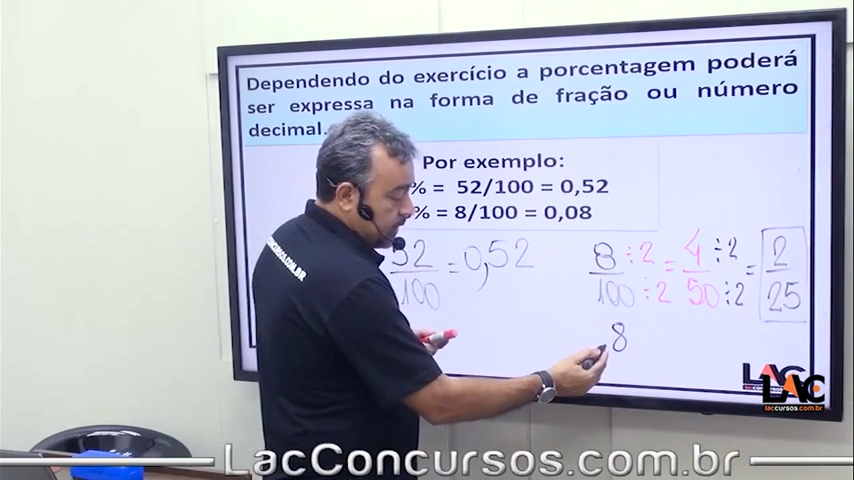 Dependendo do exercício a porcentagem poderá
ser expressa na forma de fração ou número
decimal.
Por exemplo:
% = 52/100 = 0,52
% = 8/100 = 0,08
52/100 = 0,52
8÷2/100÷2 = 4÷2/50÷2 = 2/25
8
LAC
LAC
laccursos.com.br
LacConcursos.com.br